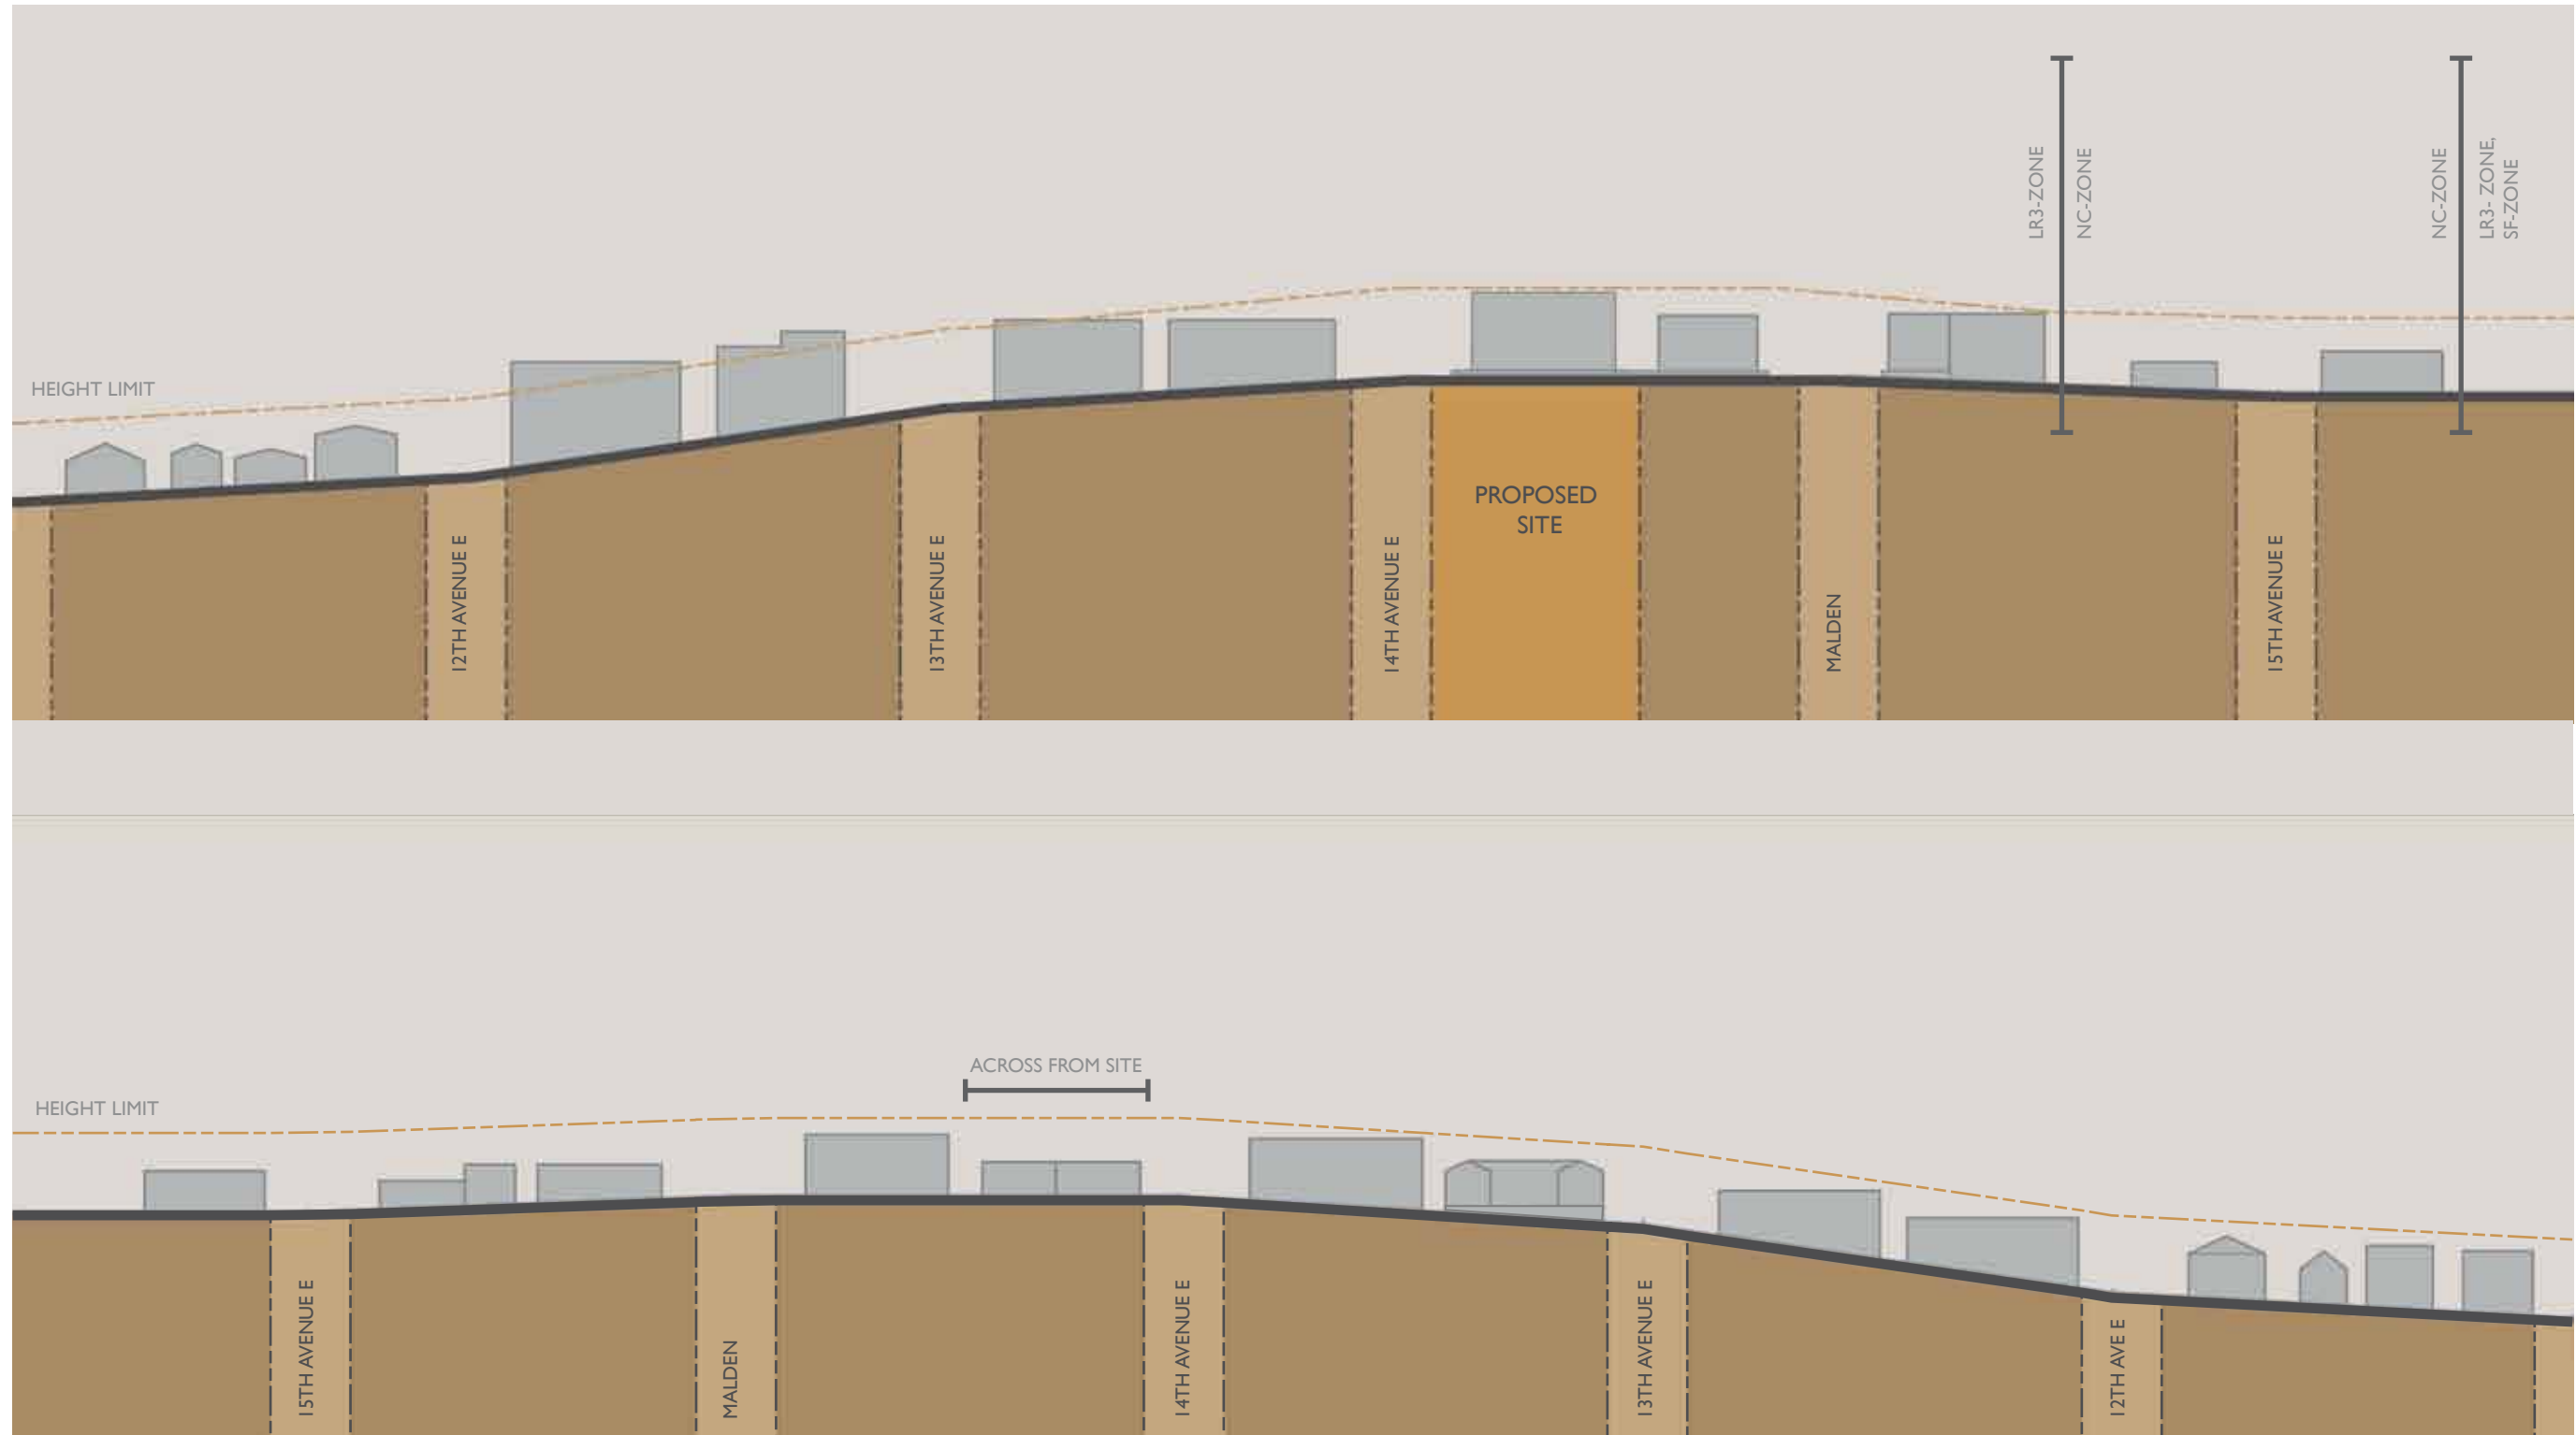 LR3-ZONE
NC-ZONE
NC-ZONE
LR3- ZONE,
SF-ZONE
HEIGHT LIMIT
PROPOSED
SITE
12TH AVENUE E
13TH AVENUE E
14TH AVENUE E
MALDEN
15TH AVENUE E
ACROSS FROM SITE
HEIGHT LIMIT
15TH AVENUE E
MALDEN
14TH AVENUE E
13TH AVENUE E
12TH AVE E